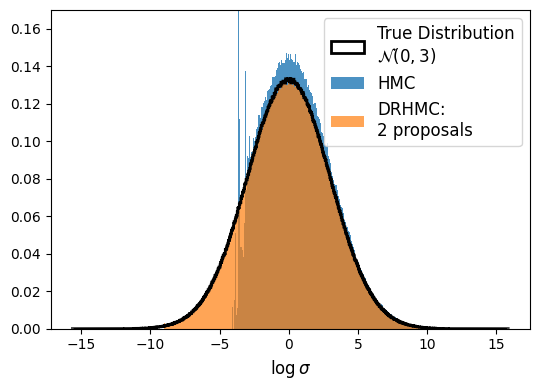 True Distribution
𝒩(0, 3)
HMC
DRHMC:
2 proposals
0.16
0.14
0.12
0.10
0.08
0.06
0.04
0.02
0.00
−15 −10 −5 0 5 10 15
log σ